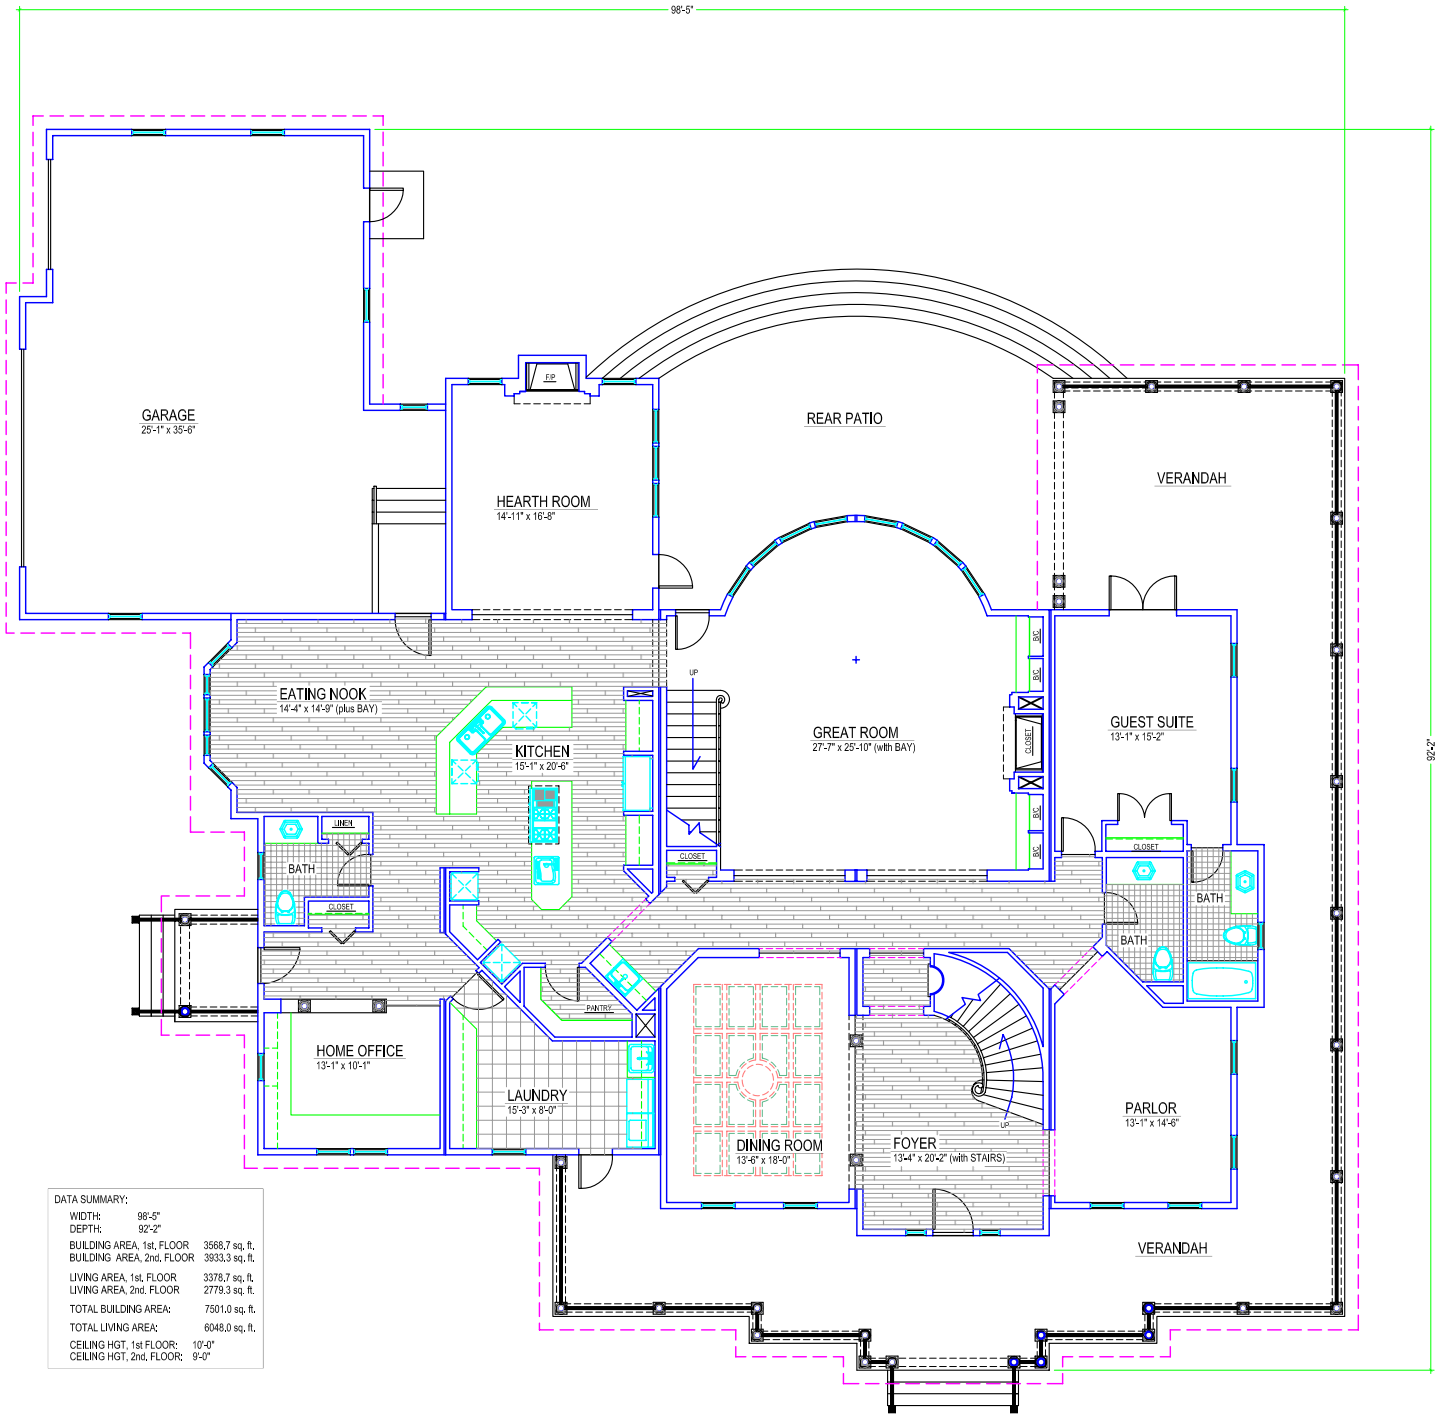 98'-5"
F/P
GARAGE
25'-1" x 35'-6"
REAR PATIO
VERANDAH
HEARTH ROOM
14'-11" x 16'-8"
B/C
B/C
UP
EATING NOOK
14'-4" x 14'-9" (plus BAY)
GUEST SUITE
13'-1" x 15'-2"
GREAT ROOM
27'-7" x 25'-10" (with BAY)
CLOSET
KITCHEN
15'-1" x 20'-6"
92'-2"
B/C
B/C
LINEN
CLOSET
CLOSET
BATH
BATH
CLOSET
BATH
PANTRY
HOME OFFICE
13'-1" x 10'-1"
LAUNDRY
15'-3" x 8'-0"
PARLOR
13'-1" x 14'-6"
UP
DINING ROOM
13'-6" x 18'-0"
FOYER
13'-4" x 20'-2" (with STAIRS)
VERANDAH
DATA SUMMARY:
WIDTH: 98'-5"
DEPTH: 92'-2"
BUILDING AREA, 1st. FLOOR 3568.7 sq. ft.
BUILDING AREA, 2nd. FLOOR 3933.3 sq. ft.
LIVING AREA, 1st. FLOOR 3378.7 sq. ft.
LIVING AREA, 2nd. FLOOR 2779.3 sq. ft.
TOTAL BUILDING AREA: 7501.0 sq. ft.
TOTAL LIVING AREA: 6048.0 sq. ft.
CEILING HGT, 1st FLOOR: 10'-0"
CEILING HGT, 2nd. FLOOR: 9'-0"